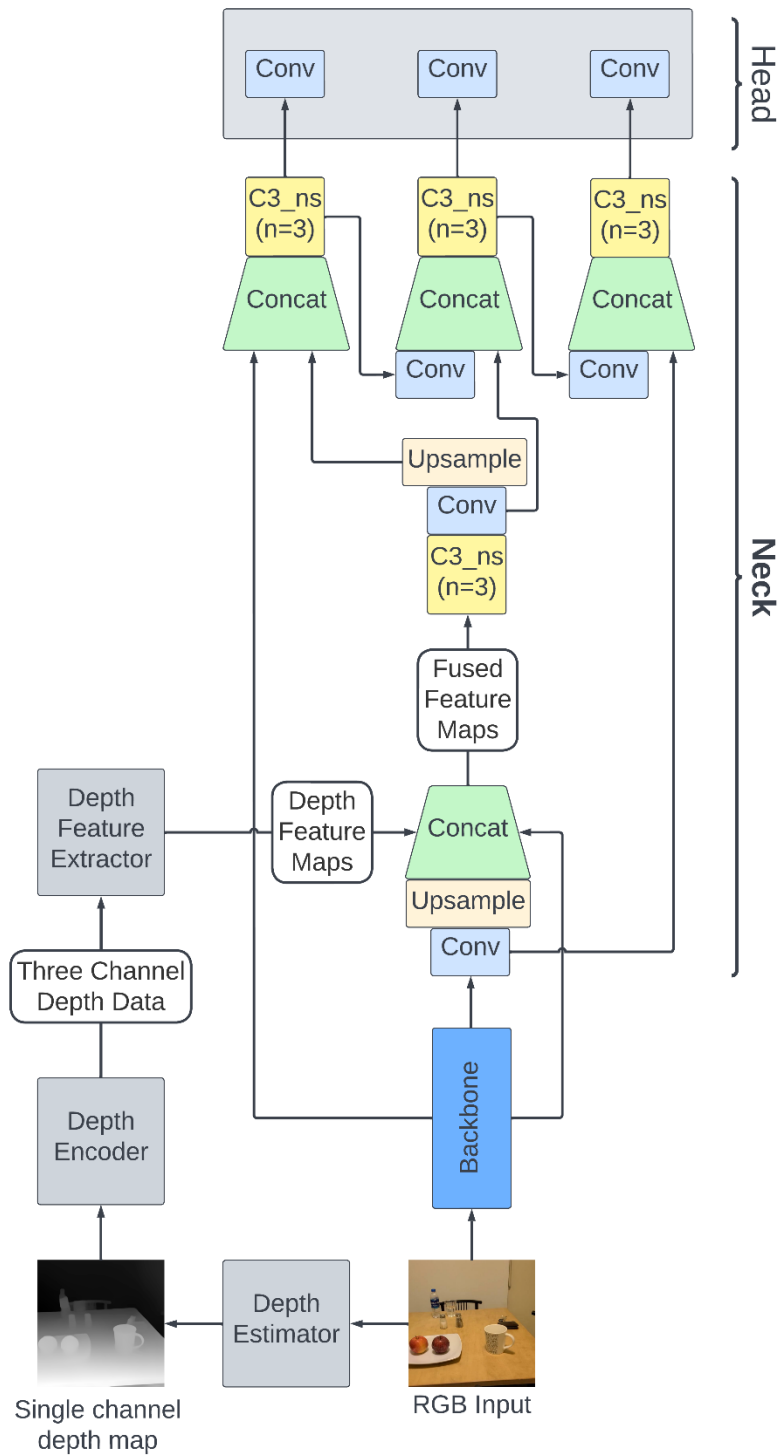 Head
Conv
Conv
Conv
C3_ns
(n=3)
C3_ns
(n=3)
C3_ns
(n=3)
Concat
Concat
Concat
Conv
Conv
Upsample
Conv
C3_ns
(n=3)
Neck
Fused
Feature
Maps
Depth
Feature
Extractor
Depth
Feature
Maps
Concat
Upsample
Conv
Three Channel
Depth Data
Backbone
Depth
Encoder
Depth
Estimator
Single channel
depth map
RGB Input